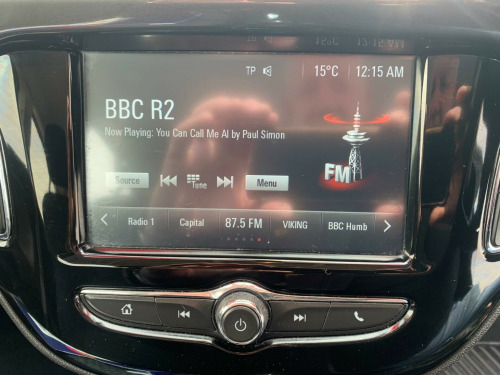 TP 15°C 12:15 AM
BBC R2
Now Playing: You Can Call Me Al by Paul Simon
FM
Source Tune Menu
Radio 1 Capital 87.5 FM VIKING BBC Humb